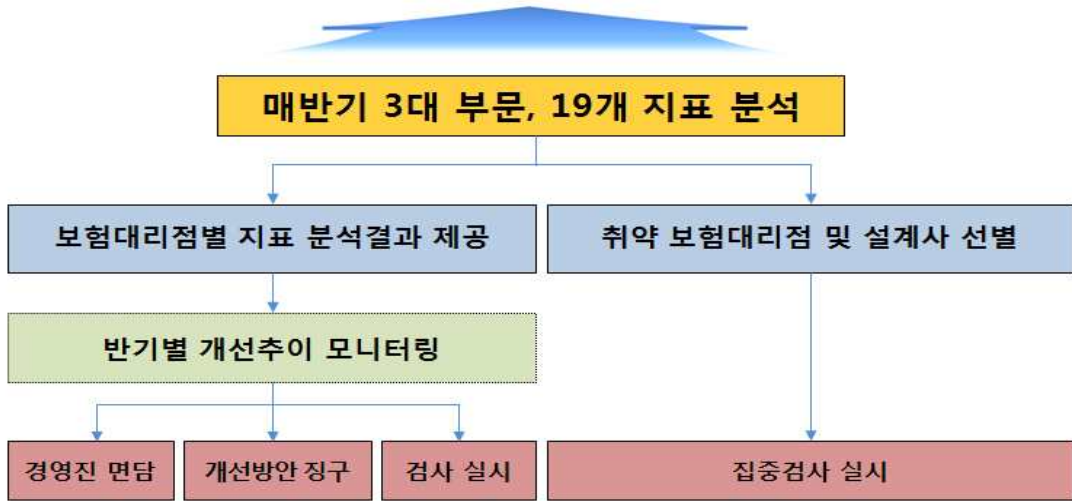 매반기 3대 부문, 19개 지표 분석
보험대리점별 지표 분석결과 제공
취약 보험대리점 및 설계사 선별
반기별 개선추이 모니터링
경영진 면담
개선방안 징구
검사 실시
집중검사 실시